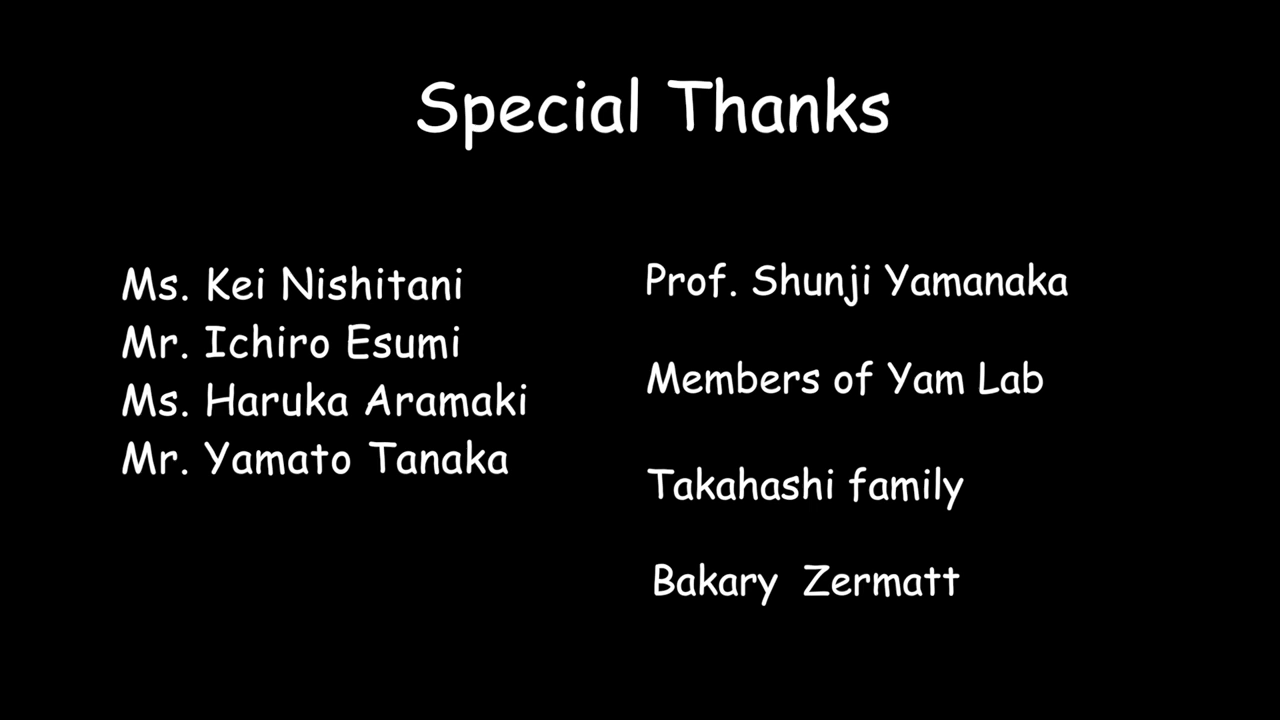 Special Thanks
Ms. Kei Nishitani
Mr. Ichiro Esumi
Ms. Haruka Aramaki
Mr. Yamato Tanaka
Prof. Shunji Yamanaka
Members of Yam Lab
Takahashi family
Bakary Zermatt